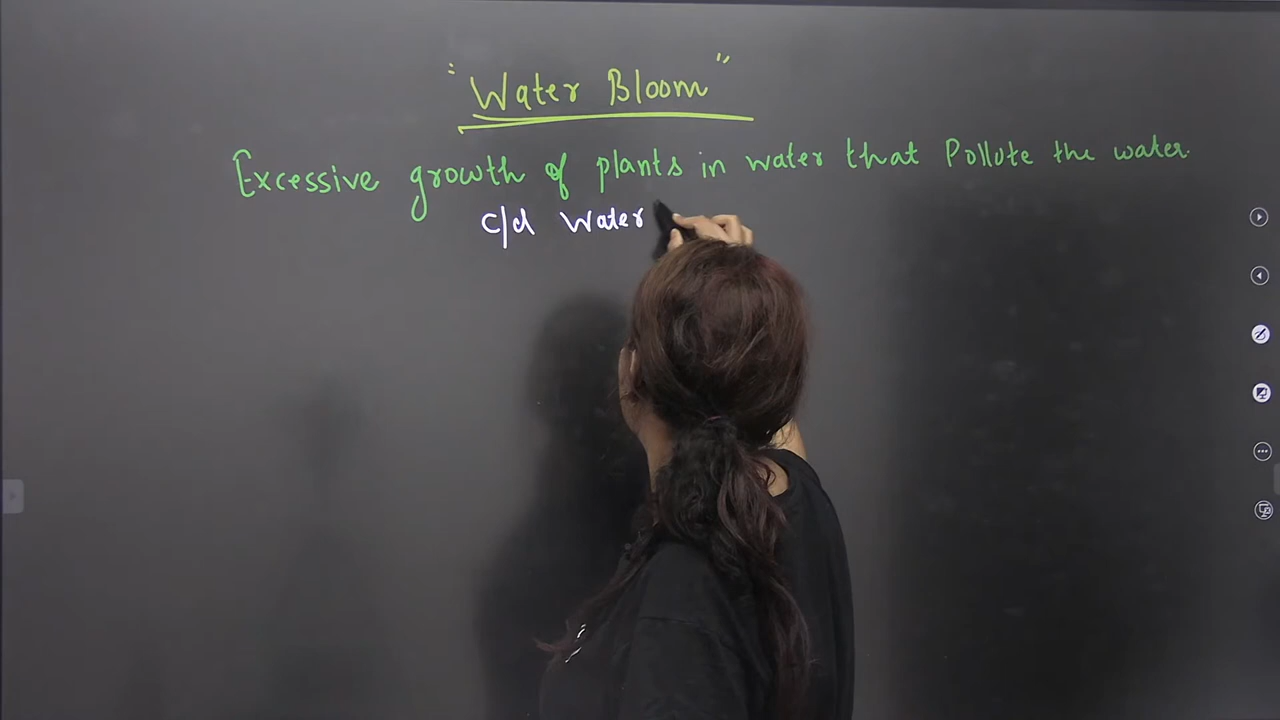 "Water Bloom"
Excessive growth of plants in water that Pollute the water.
c/d Water